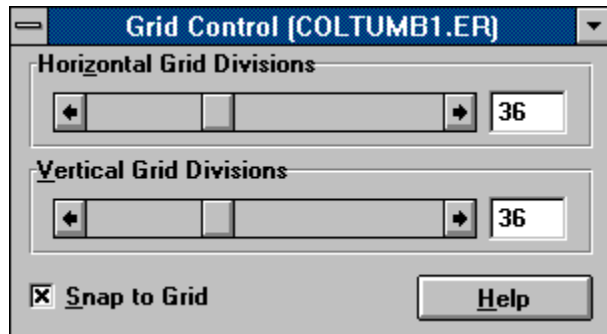 Grid Control (COLTUMB1.ER)
Horizontal Grid Divisions
36
Vertical Grid Divisions
36
Snap to Grid
Help